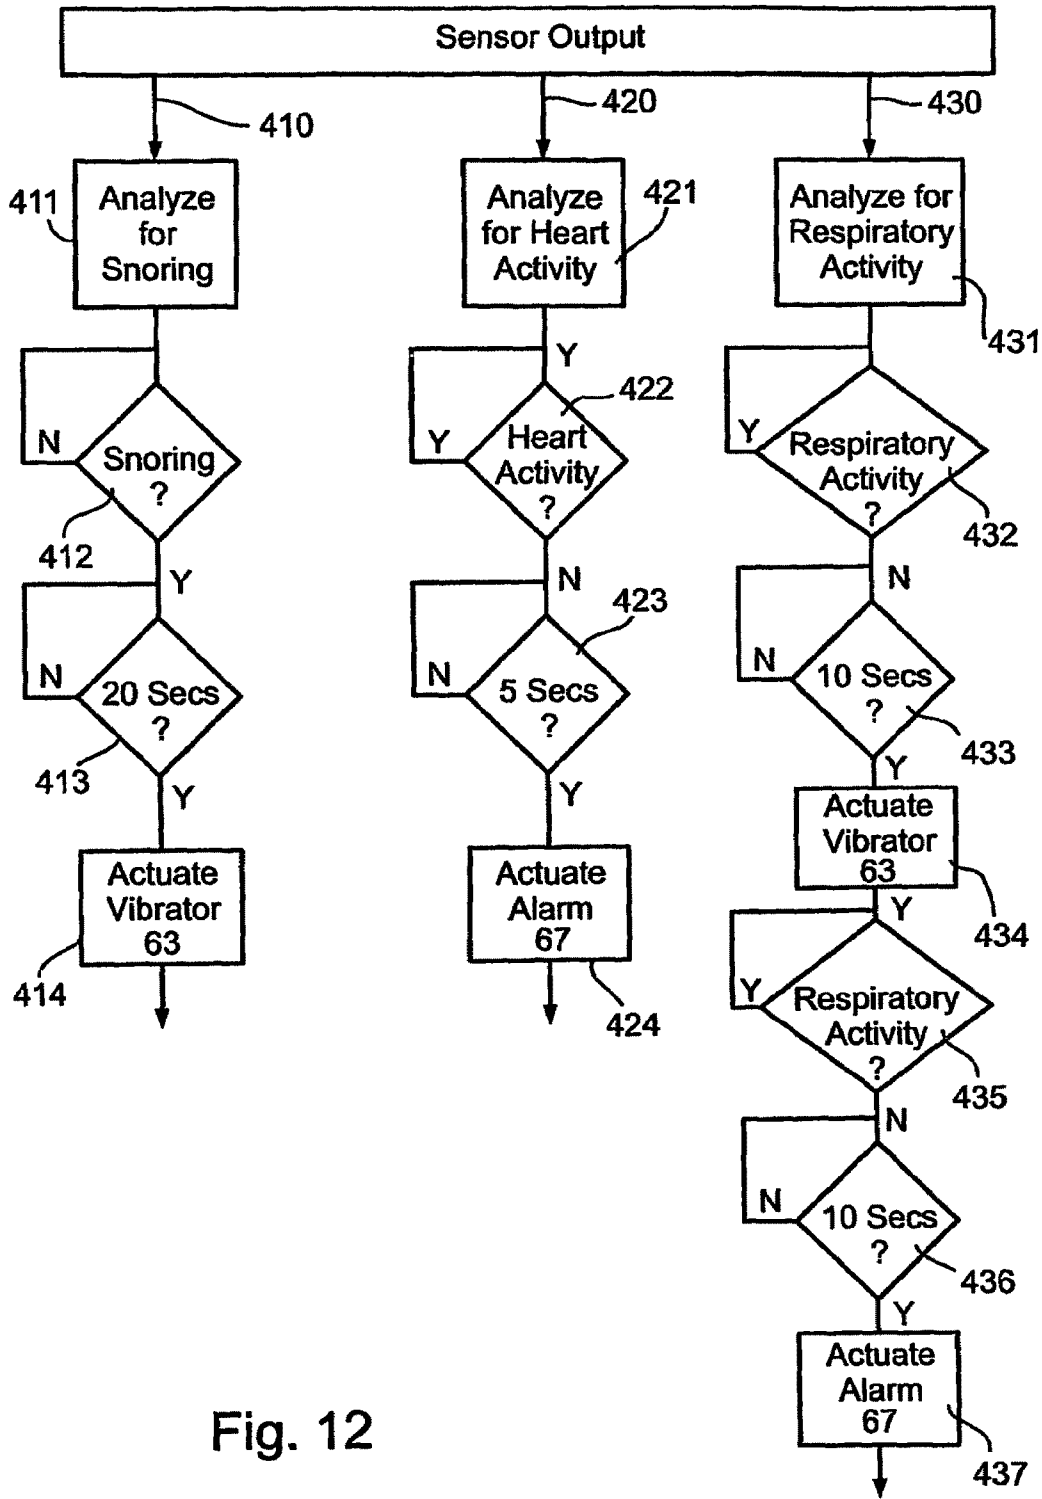 Sensor Output
410
420
430
411
Analyze
for
Snoring
Analyze
for Heart
Activity
421
Analyze for
Respiratory
Activity
431
N
Snoring
?
412
Y
Y
Y
Heart
Activity
?
422
N
Y
Respiratory
Activity
?
432
N
N
20 Secs
?
413
Y
N
5 Secs
?
423
Y
N
10 Secs
?
433
Y
Actuate
Vibrator
63
414
Actuate
Alarm
67
424
Actuate
Vibrator
63
434
Y
Y
Respiratory
Activity
?
435
N
N
10 Secs
?
436
Y
Actuate
Alarm
67
437
Fig. 12